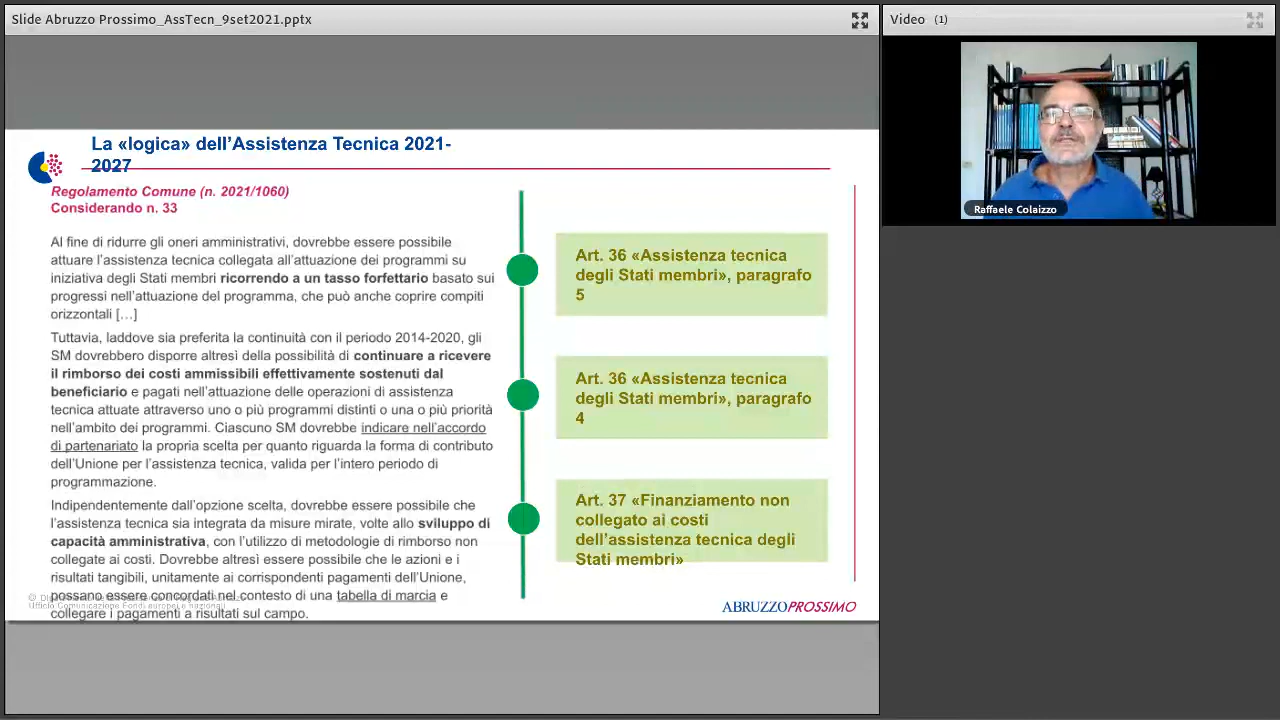 Slide Abruzzo Prossimo_AssTecn_9set2021.pptx
Video (1)
Raffaele Colaizzo
La «logica» dell'Assistenza Tecnica 2021-
2027
Regolamento Comune (n. 2021/1060)
Considerando n. 33
Al fine di ridurre gli oneri amministrativi, dovrebbe essere possibile
attuare l'assistenza tecnica collegata all'attuazione dei programmi su
iniziativa degli Stati membri ricorrendo a un tasso forfettario basato sui
progressi nell'attuazione del programma, che può anche coprire compiti
orizzontali […]
Tuttavia, laddove sia preferita la continuità con il periodo 2014-2020, gli
SM dovrebbero disporre altresì della possibilità di continuare a ricevere
il rimborso dei costi ammissibili effettivamente sostenuti dal
beneficiario e pagati nell'attuazione delle operazioni di assistenza
tecnica attuate attraverso uno o più programmi distinti o una o più priorità
nell'ambito dei programmi. Ciascuno SM dovrebbe indicare nell'accordo
di partenariato la propria scelta per quanto riguarda la forma di contributo
dell'Unione per l'assistenza tecnica, valida per l'intero periodo di
programmazione.
Indipendentemente dall'opzione scelta, dovrebbe essere possibile che
l'assistenza tecnica sia integrata da misure mirate, volte allo sviluppo di
capacità amministrativa, con l'utilizzo di metodologie di rimborso non
collegate ai costi. Dovrebbe altresì essere possibile che le azioni e i
risultati tangibili, unitamente ai corrispondenti pagamenti dell'Unione,
possano essere concordati nel contesto di una tabella di marcia e
collegare i pagamenti a risultati sul campo.
Ufficio Comunicazione Fondi europei e nazionali
Art. 36 «Assistenza tecnica
degli Stati membri», paragrafo
5
Art. 36 «Assistenza tecnica
degli Stati membri», paragrafo
4
Art. 37 «Finanziamento non
collegato ai costi
dell'assistenza tecnica degli
Stati membri»
ABRUZZOPROSSIMO